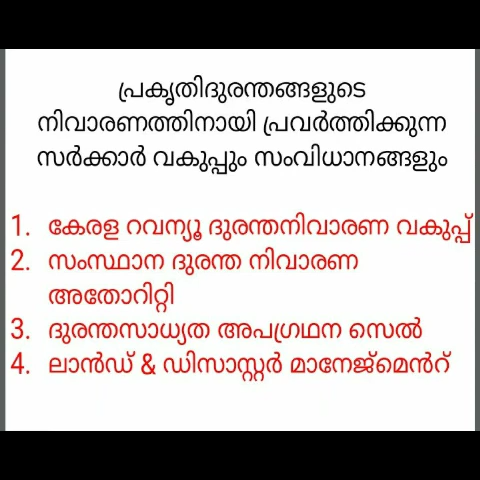 പ്രകൃതിദുരന്തങ്ങളുടെ
നിവാരണത്തിനായി പ്രവർത്തിക്കുന്ന
സർക്കാർ വകുപ്പും സംവിധാനങ്ങളും
1. കേരള റവന്യൂ ദുരന്തനിവാരണ വകുപ്പ്
2. സംസ്ഥാന ദുരന്ത നിവാരണ
അതോറിറ്റി
3. ദുരന്തസാധ്യത അപഗ്രഥന സെൽ
4. ലാൻഡ് & ഡിസാസ്റ്റർ മാനേജ്മെൻറ്